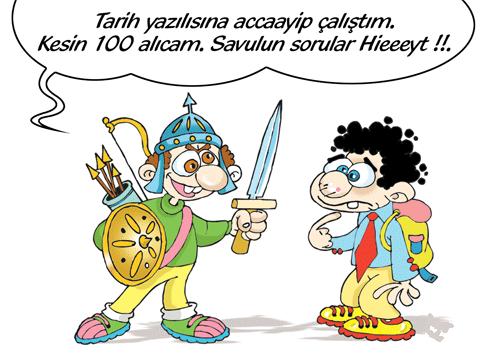 Tarih yazılısına accaayip çalıştım.
Kesin 100 alıcam. Savulun sorular Hieeeyt !!.